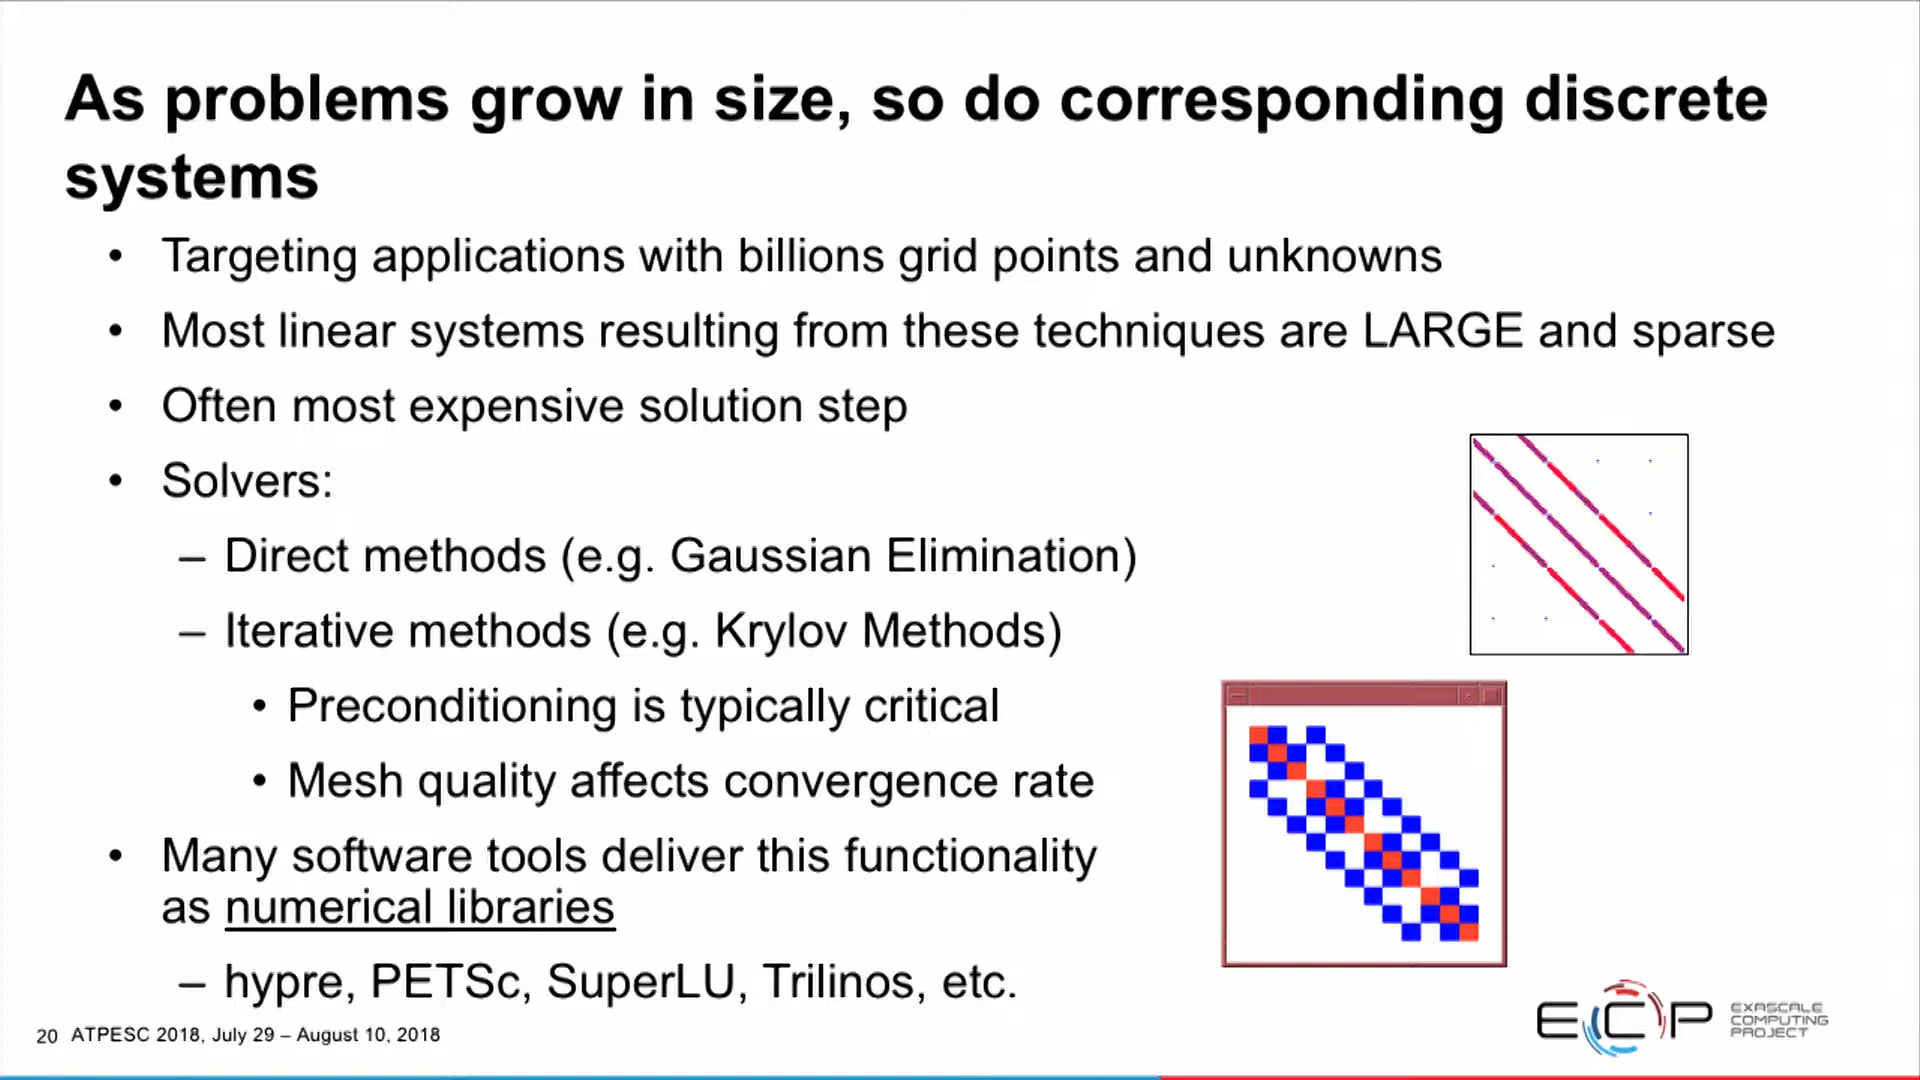 As problems grow in size, so do corresponding discrete
systems
• Targeting applications with billions grid points and unknowns
• Most linear systems resulting from these techniques are LARGE and sparse
• Often most expensive solution step
• Solvers:
– Direct methods (e.g. Gaussian Elimination)
– Iterative methods (e.g. Krylov Methods)
• Preconditioning is typically critical
• Mesh quality affects convergence rate
• Many software tools deliver this functionality
as numerical libraries
– hypre, PETSc, SuperLU, Trilinos, etc.
20 ATPESC 2018, July 29 – August 10, 2018
ECP
EXASCALE
COMPUTING
PROJECT